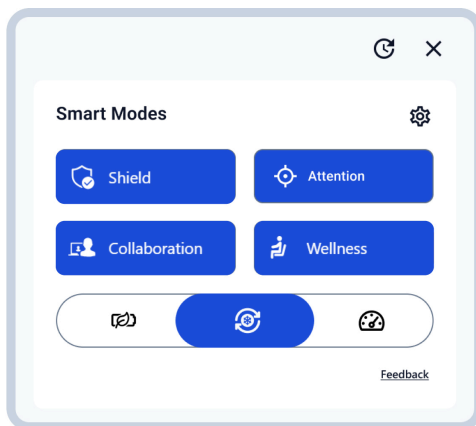 Smart Modes
Shield
Attention
Collaboration
Wellness
Feedback